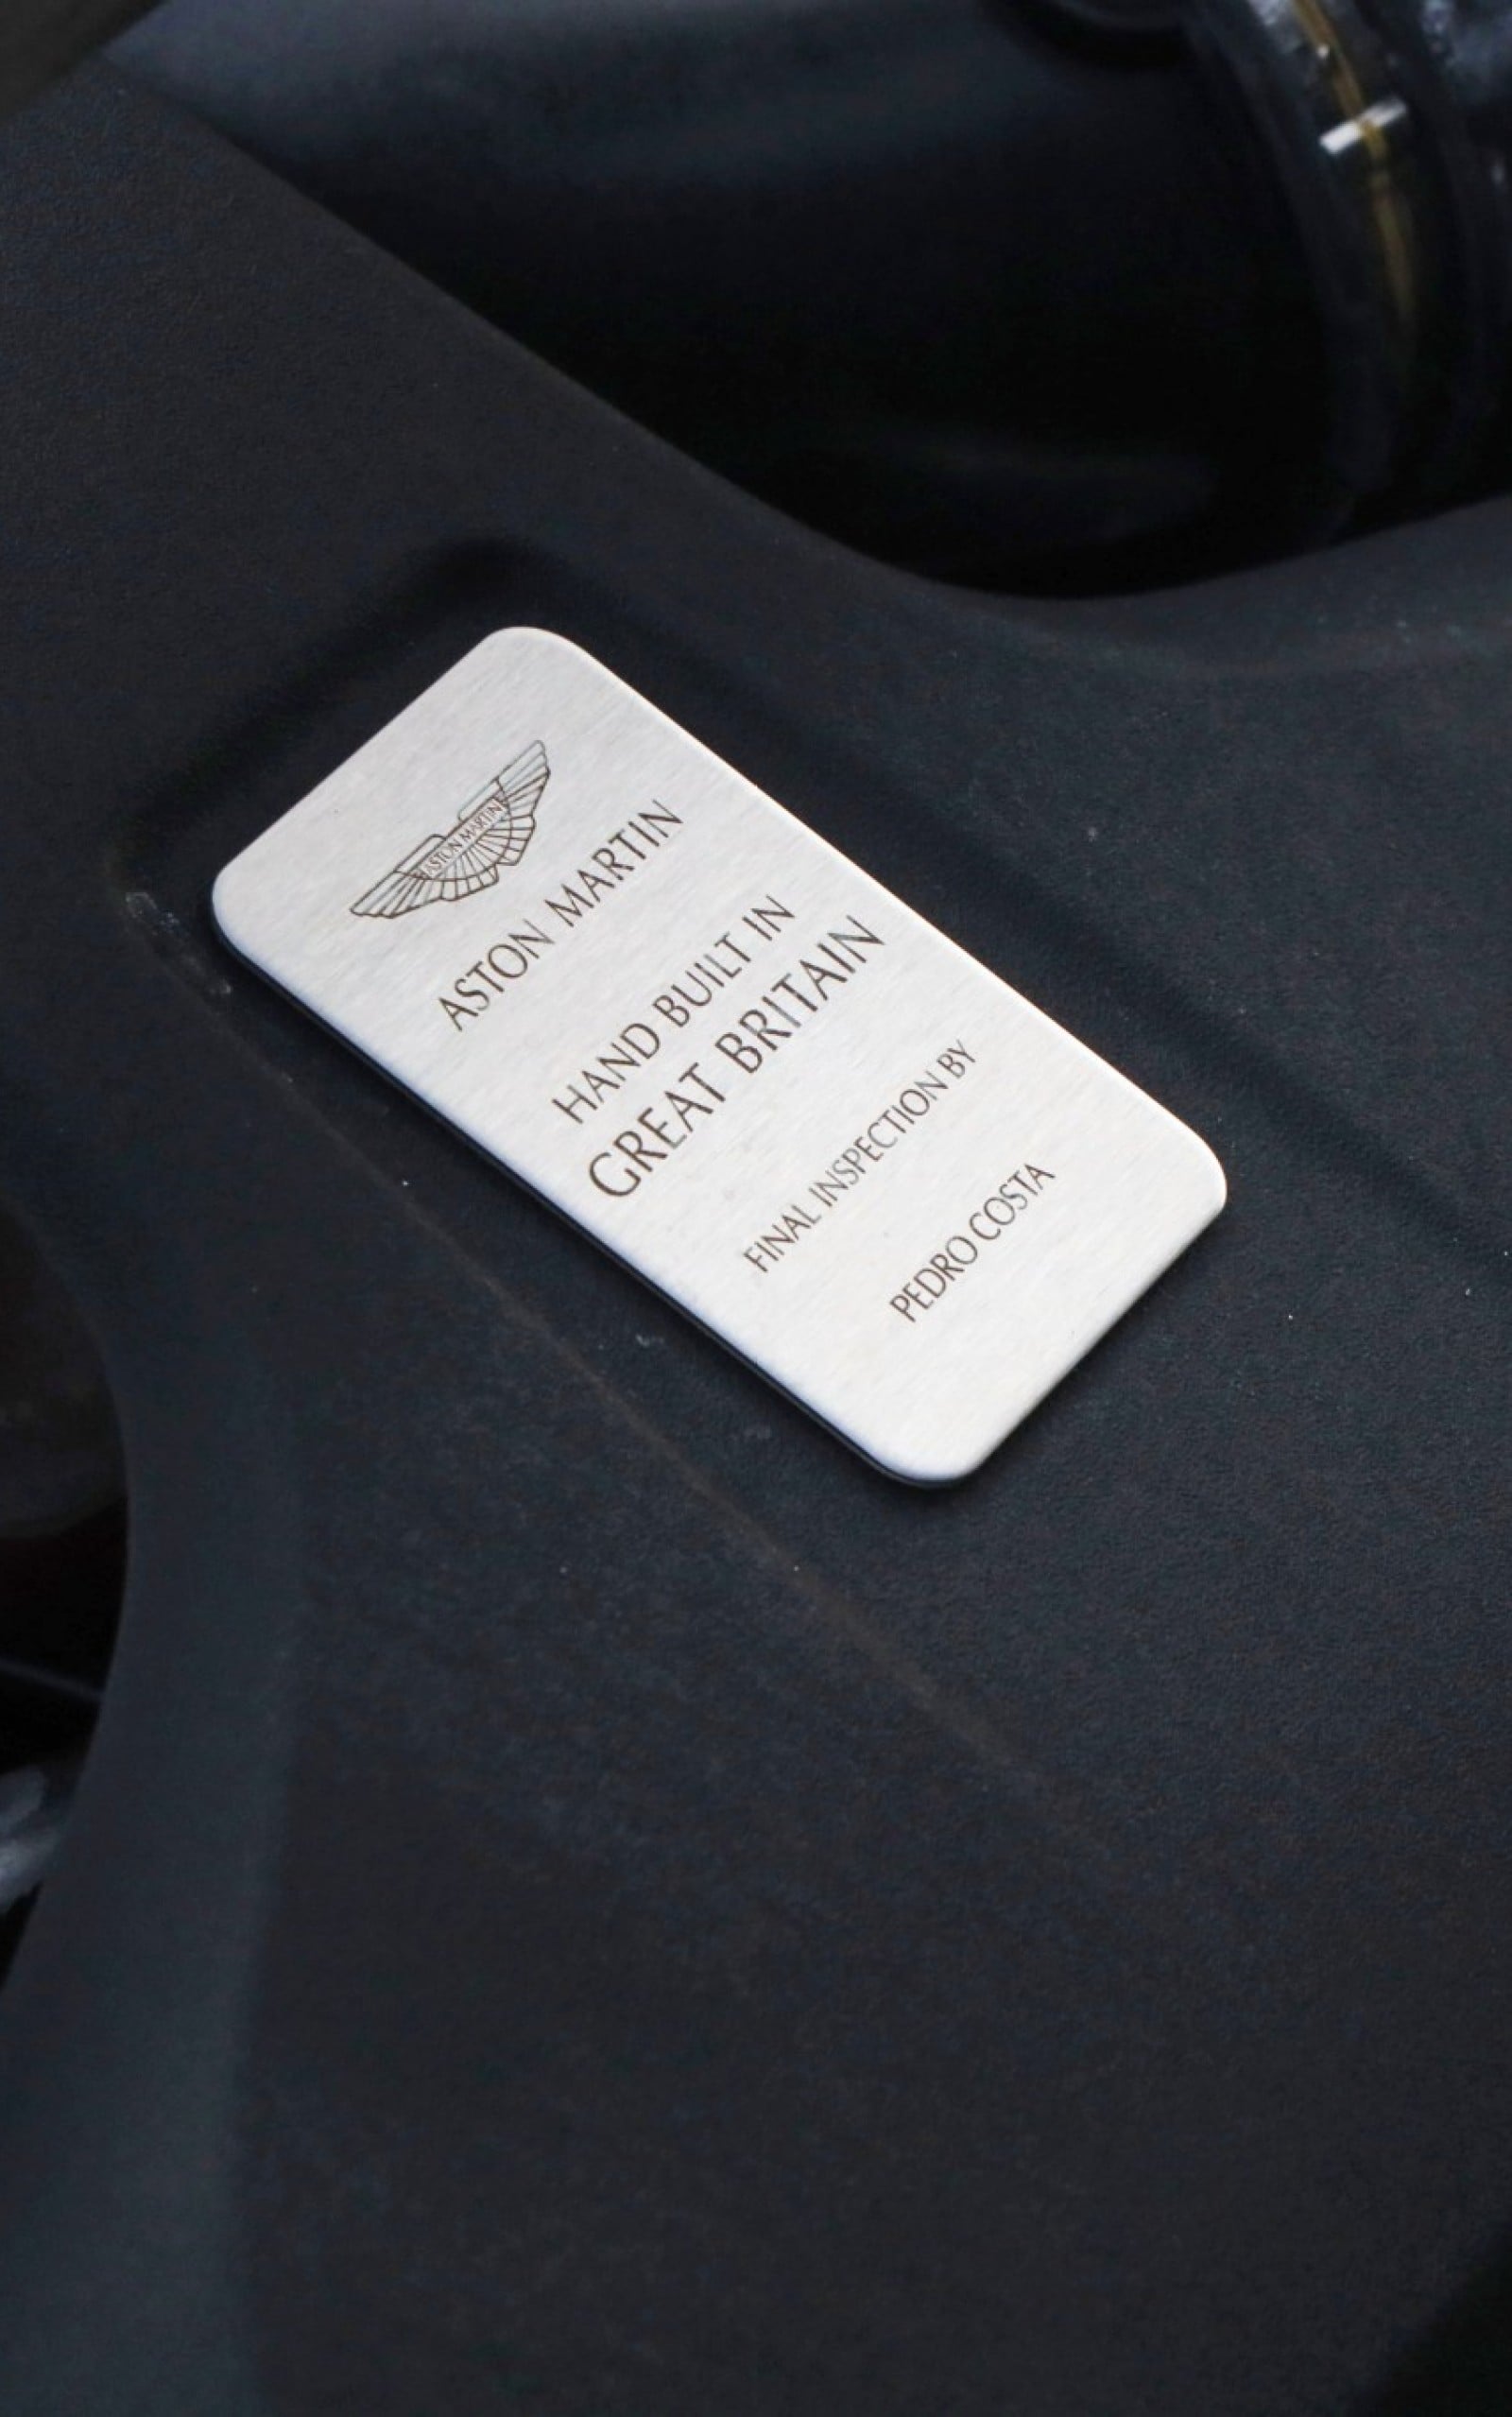 ASTON MARTIN
ASTON MARTIN
HAND BUILT IN
GREAT BRITAIN
FINAL INSPECTION BY
PEDRO COSTA